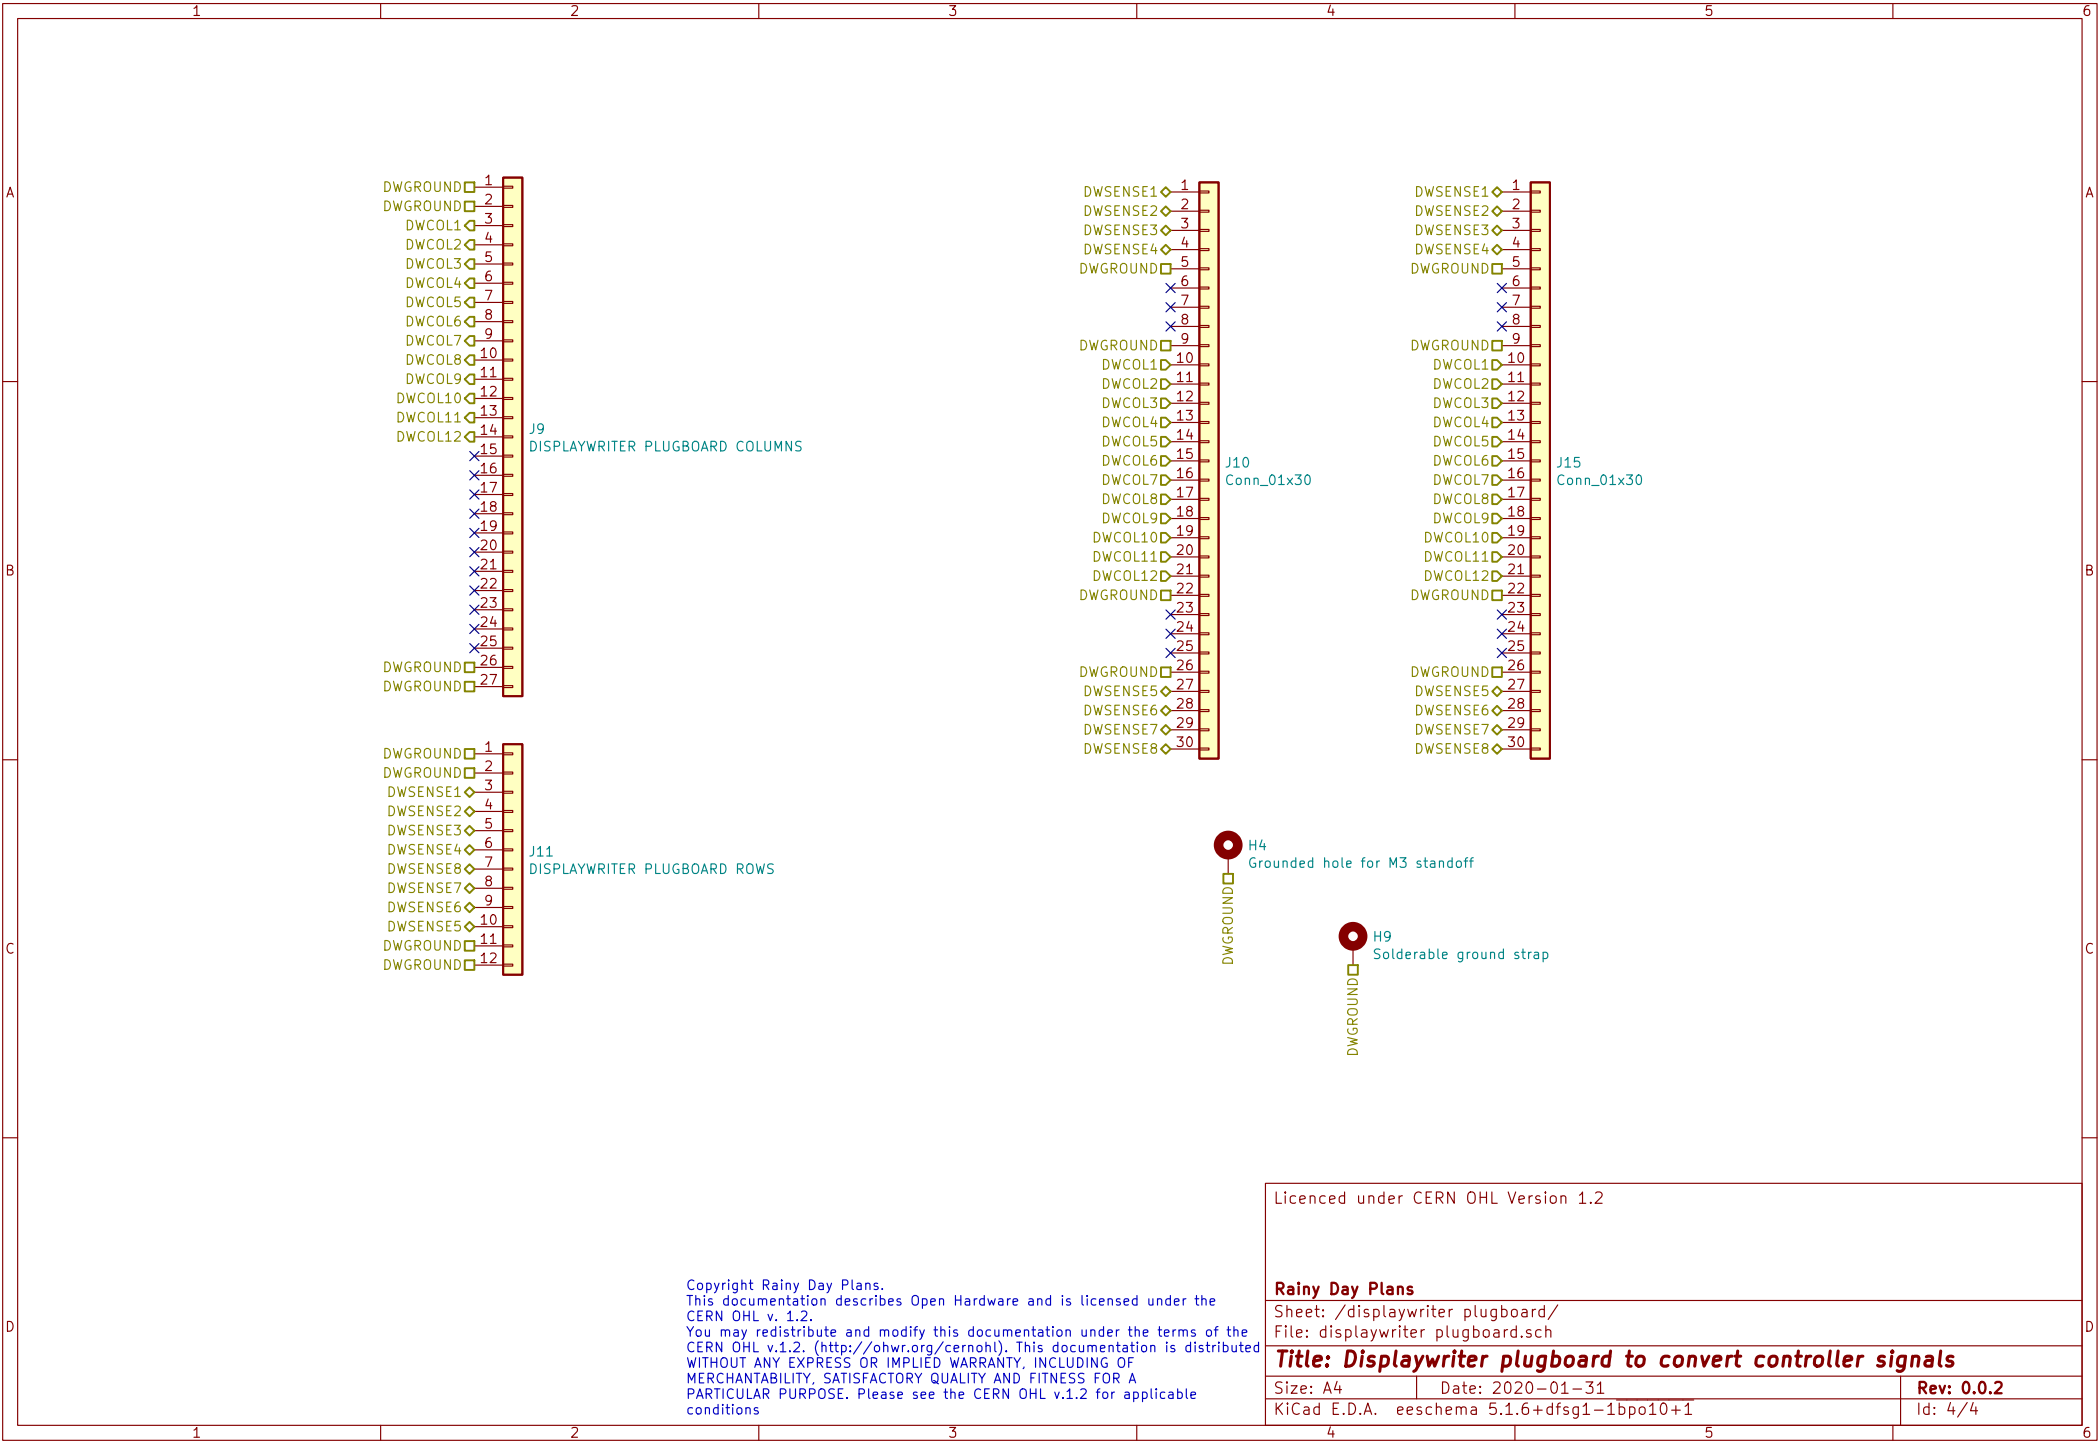 1 2 3 4 5 6
A A
B B
C C
D D
DWGROUND 1
DWGROUND 2
DWCOL1 3
DWCOL2 4
DWCOL3 5
DWCOL4 6
DWCOL5 7
DWCOL6 8
DWCOL7 9
DWCOL8 10
DWCOL9 11
DWCOL10 12
DWCOL11 13
DWCOL12 14
15
16
17
18
19
20
21
22
23
24
25
DWGROUND 26
DWGROUND 27
J9
DISPLAYWRITER PLUGBOARD COLUMNS
DWGROUND 1
DWGROUND 2
DWSENSE1 3
DWSENSE2 4
DWSENSE3 5
DWSENSE4 6
DWSENSE8 7
DWSENSE7 8
DWSENSE6 9
DWSENSE5 10
DWGROUND 11
DWGROUND 12
J11
DISPLAYWRITER PLUGBOARD ROWS
DWSENSE1 1
DWSENSE2 2
DWSENSE3 3
DWSENSE4 4
DWGROUND 5
6
7
8
DWGROUND 9
DWCOL1 10
DWCOL2 11
DWCOL3 12
DWCOL4 13
DWCOL5 14
DWCOL6 15
DWCOL7 16
DWCOL8 17
DWCOL9 18
DWCOL10 19
DWCOL11 20
DWCOL12 21
DWGROUND 22
23
24
25
DWGROUND 26
DWSENSE5 27
DWSENSE6 28
DWSENSE7 29
DWSENSE8 30
J10
Conn_01x30
DWSENSE1 1
DWSENSE2 2
DWSENSE3 3
DWSENSE4 4
DWGROUND 5
6
7
8
DWGROUND 9
DWCOL1 10
DWCOL2 11
DWCOL3 12
DWCOL4 13
DWCOL5 14
DWCOL6 15
DWCOL7 16
DWCOL8 17
DWCOL9 18
DWCOL10 19
DWCOL11 20
DWCOL12 21
DWGROUND 22
23
24
25
DWGROUND 26
DWSENSE5 27
DWSENSE6 28
DWSENSE7 29
DWSENSE8 30
J15
Conn_01x30
H4
Grounded hole for M3 standoff
DWGROUND
H9
Solderable ground strap
DWGROUND
Copyright Rainy Day Plans.
This documentation describes Open Hardware and is licensed under the
CERN OHL v. 1.2.
You may redistribute and modify this documentation under the terms of the
CERN OHL v.1.2. (http://ohwr.org/cernohl). This documentation is distributed
WITHOUT ANY EXPRESS OR IMPLIED WARRANTY, INCLUDING OF
MERCHANTABILITY, SATISFACTORY QUALITY AND FITNESS FOR A
PARTICULAR PURPOSE. Please see the CERN OHL v.1.2 for applicable
conditions
Licenced under CERN OHL Version 1.2
Rainy Day Plans
Sheet: /displaywriter plugboard/
File: displaywriter plugboard.sch
Title: Displaywriter plugboard to convert controller signals
Size: A4 Date: 2020-01-31 Rev: 0.0.2
KiCad E.D.A. eeschema 5.1.6+dfsg1-1bpo10+1 Id: 4/4
1 2 3 4 5 6